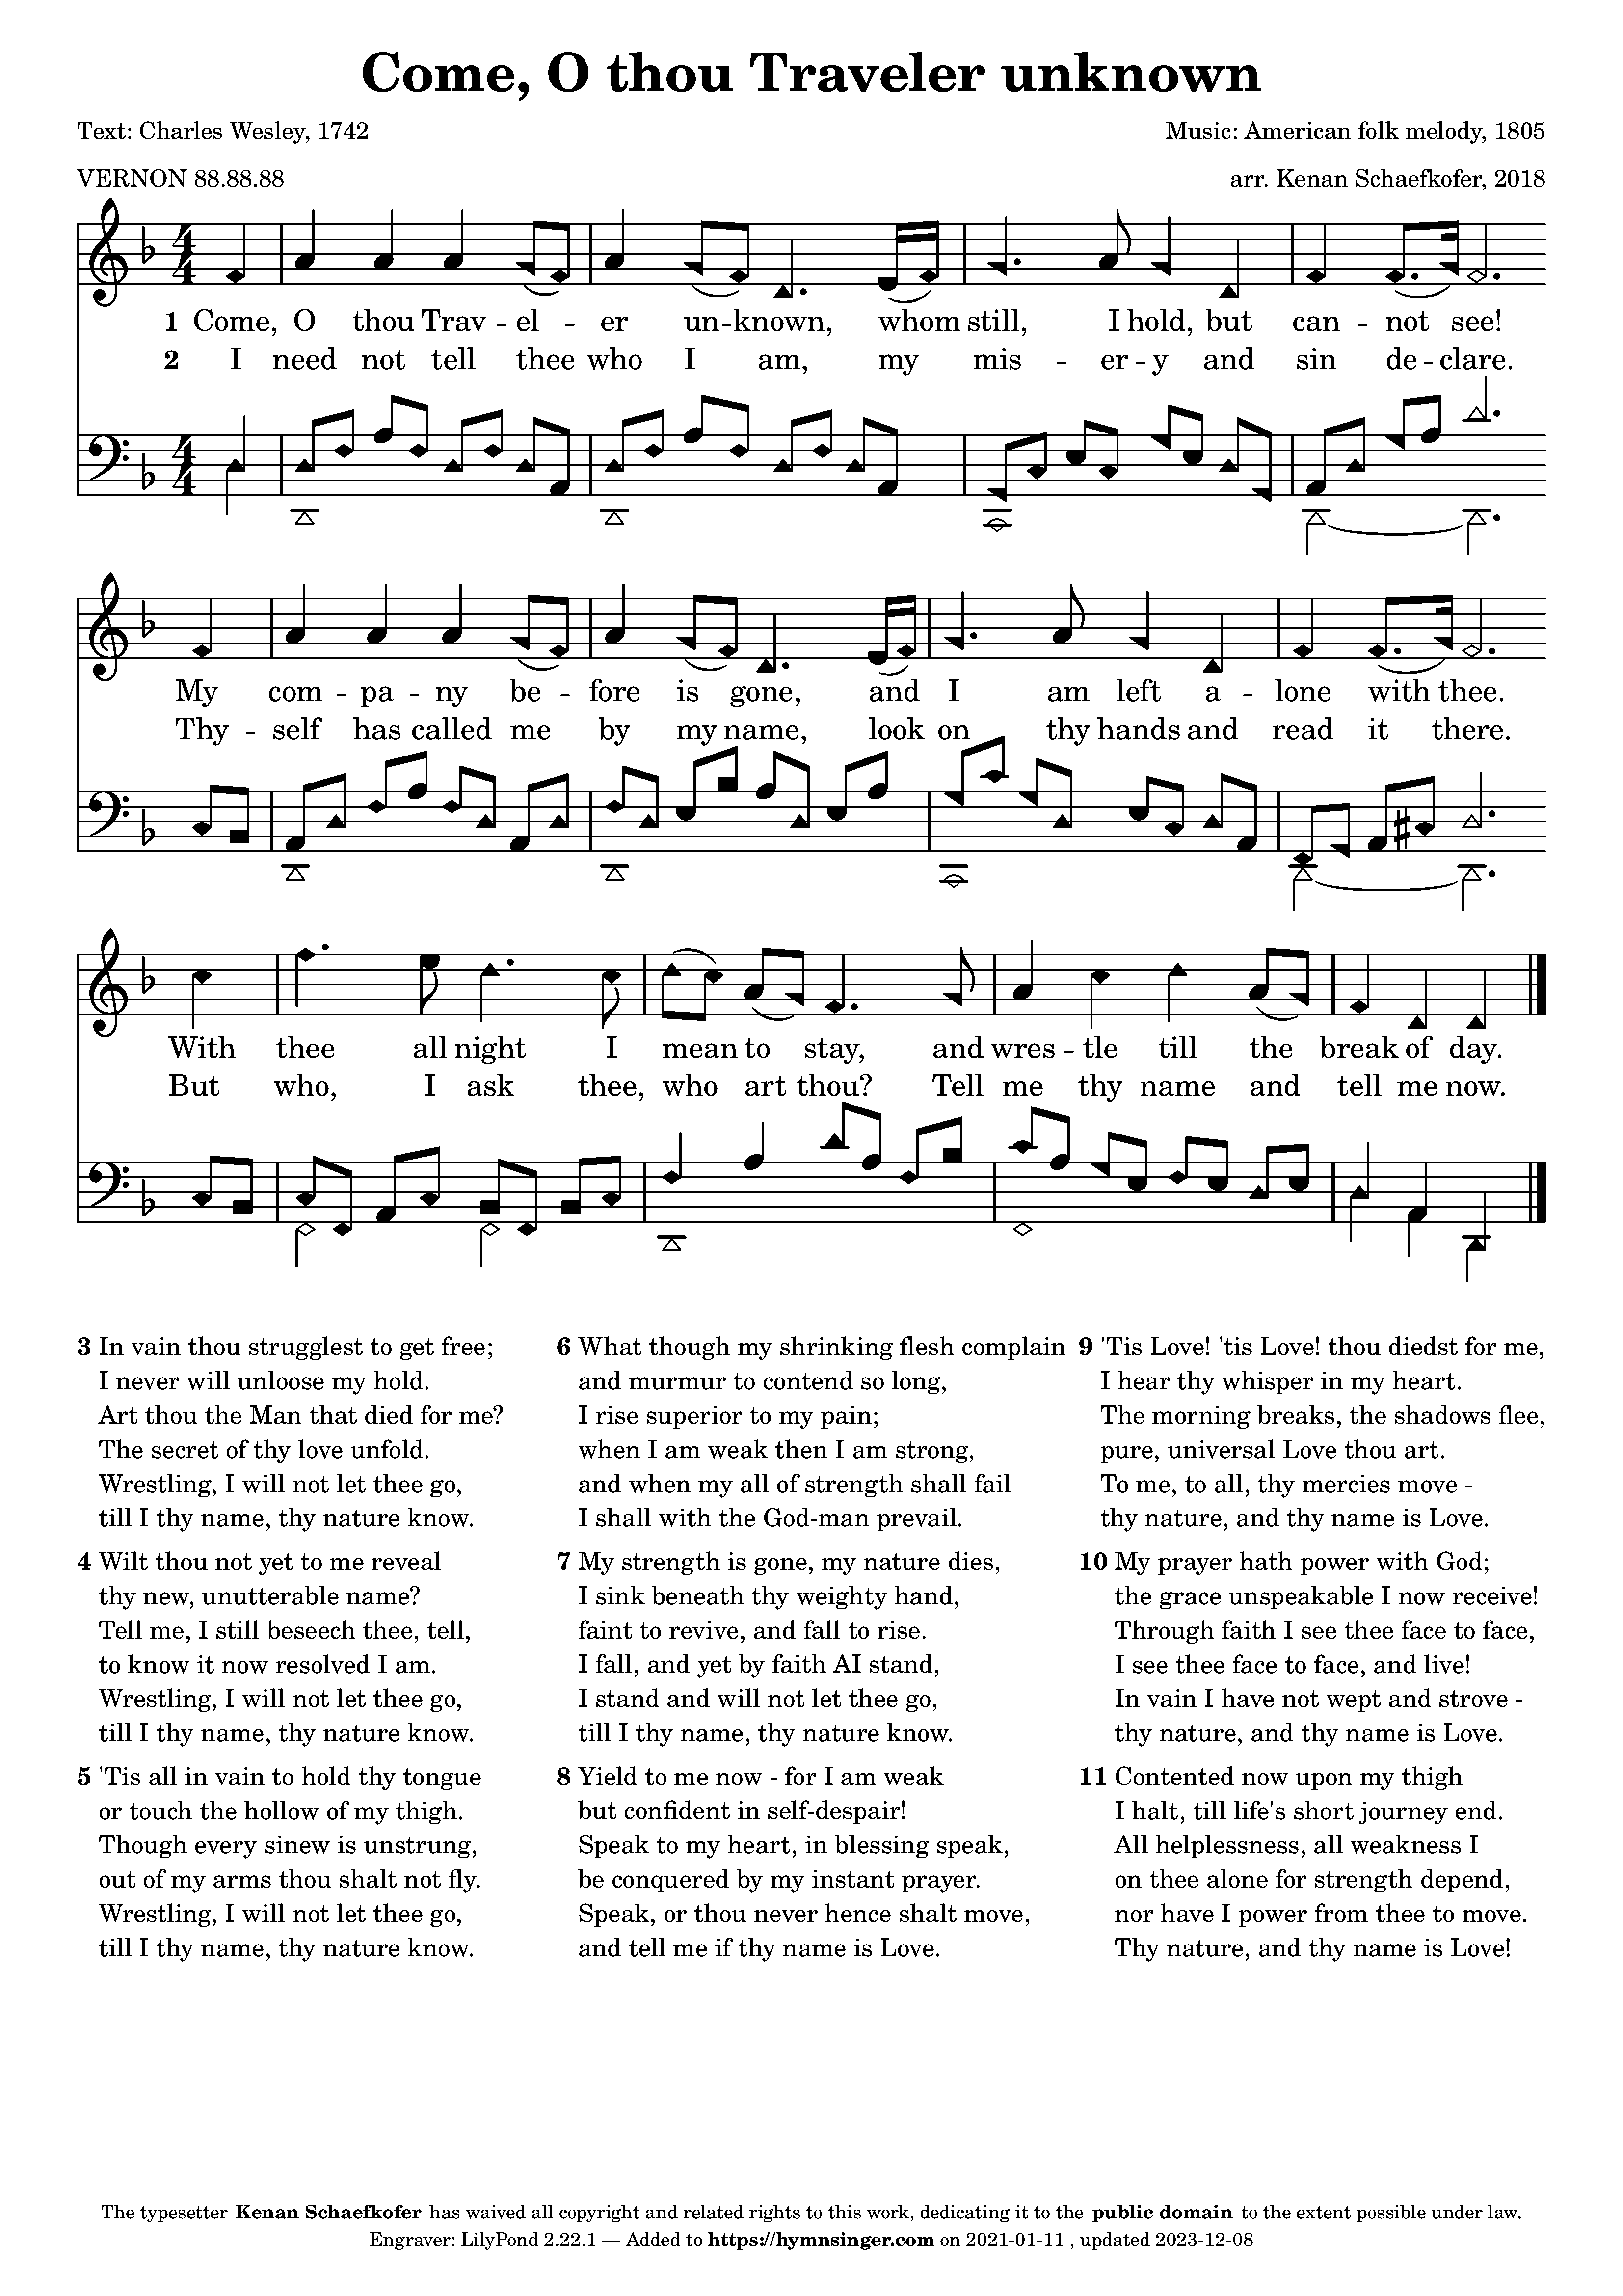 Come, O thou Traveler unknown
Text: Charles Wesley, 1742
Music: American folk melody, 1805
VERNON 88.88.88
arr. Kenan Schaefkofer, 2018
4 4
1 Come, O thou Trav -- el -- er un -- known, whom still, I hold, but can -- not see!
2 I need not tell thee who I am, my mis -- er -- y and sin de -- clare.
4 4
My com -- pa -- ny be -- fore is gone, and I am left a -- lone with thee.
Thy -- self has called me by my name, look on thy hands and read it there.
With thee all night I mean to stay, and wres -- tle till the break of day.
But who, I ask thee, who art thou? Tell me thy name and tell me now.
3 In vain thou strugglest to get free;
I never will unloose my hold.
Art thou the Man that died for me?
The secret of thy love unfold.
Wrestling, I will not let thee go,
till I thy name, thy nature know.
4 Wilt thou not yet to me reveal
thy new, unutterable name?
Tell me, I still beseech thee, tell,
to know it now resolved I am.
Wrestling, I will not let thee go,
till I thy name, thy nature know.
5 'Tis all in vain to hold thy tongue
or touch the hollow of my thigh.
Though every sinew is unstrung,
out of my arms thou shalt not fly.
Wrestling, I will not let thee go,
till I thy name, thy nature know.
6 What though my shrinking flesh complain
and murmur to contend so long,
I rise superior to my pain;
when I am weak then I am strong,
and when my all of strength shall fail
I shall with the God-man prevail.
7 My strength is gone, my nature dies,
I sink beneath thy weighty hand,
faint to revive, and fall to rise.
I fall, and yet by faith AI stand,
I stand and will not let thee go,
till I thy name, thy nature know.
8 Yield to me now - for I am weak
but confident in self-despair!
Speak to my heart, in blessing speak,
be conquered by my instant prayer.
Speak, or thou never hence shalt move,
and tell me if thy name is Love.
9 'Tis Love! 'tis Love! thou diedst for me,
I hear thy whisper in my heart.
The morning breaks, the shadows flee,
pure, universal Love thou art.
To me, to all, thy mercies move -
thy nature, and thy name is Love.
10 My prayer hath power with God;
the grace unspeakable I now receive!
Through faith I see thee face to face,
I see thee face to face, and live!
In vain I have not wept and strove -
thy nature, and thy name is Love.
11 Contented now upon my thigh
I halt, till life's short journey end.
All helplessness, all weakness I
on thee alone for strength depend,
nor have I power from thee to move.
Thy nature, and thy name is Love!
The typesetter Kenan Schaefkofer has waived all copyright and related rights to this work, dedicating it to the public domain to the extent possible under law.
Engraver: LilyPond 2.22.1 — Added to https://hymnsinger.com on 2021-01-11 , updated 2023-12-08